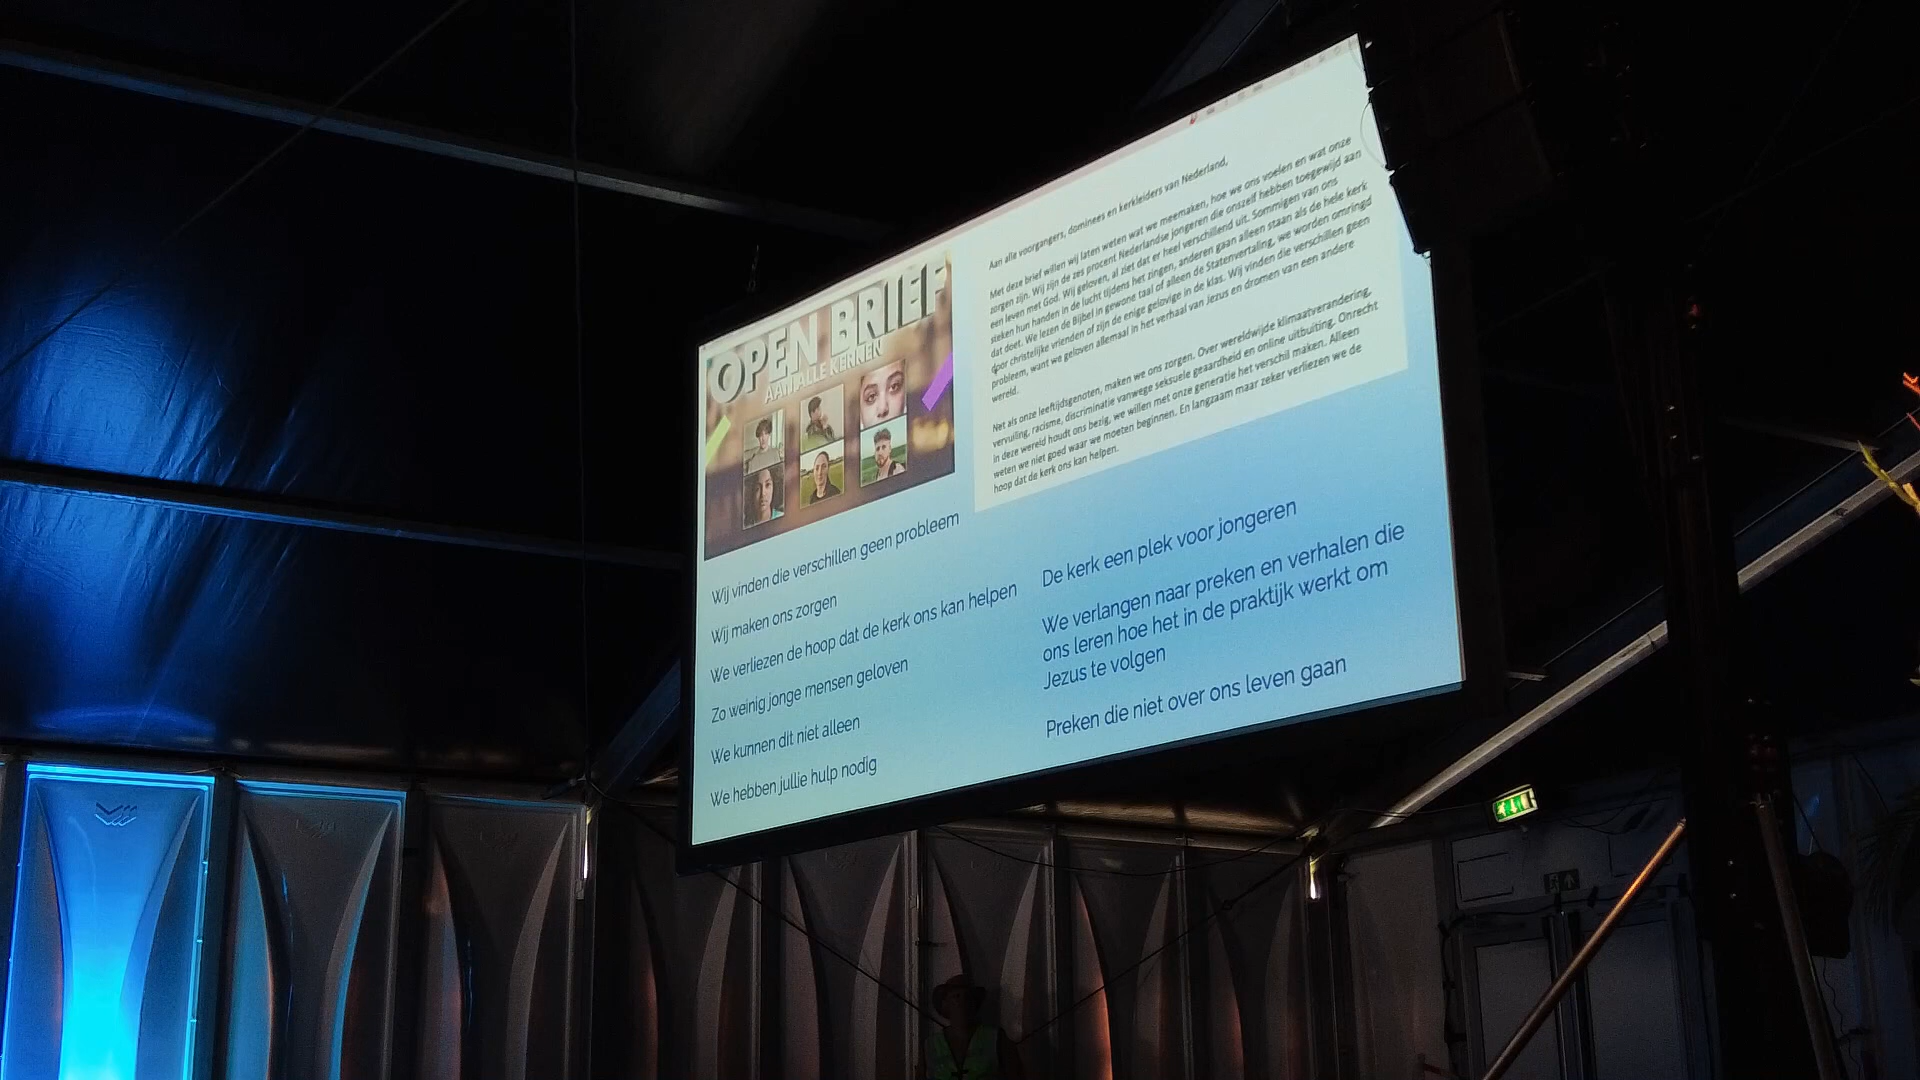 OPEN BRIEF
AAN ALLE KERKEN
Aan alle voorgangers, dominees en kerkleiders van Nederland,
Met deze brief willen wij laten weten wat we meemaken, hoe we ons voelen en wat onze
zorgen zijn. Wij zijn de zes procent Nederlandse jongeren die onszelf hebben toegewijd aan
een leven met God. Wij geloven, al ziet dat er heel verschillend uit. Sommigen van ons
steken hun handen in de lucht tijdens het zingen, anderen gaan alleen staan als de hele kerk
dat doet. We lezen de Bijbel in gewone taal of alleen de Statenvertaling, we worden omringd
door christelijke vrienden of zijn de enige gelovige in de klas. Wij vinden die verschillen geen
probleem, want we geloven allemaal in het verhaal van Jezus en dromen van een andere
wereld.
Net als onze leeftijdsgenoten, maken we ons zorgen. Over wereldwijde klimaatverandering,
vervuiling, racisme, discriminatie vanwege seksuele geaardheid en online uitbuiting. Onrecht
in deze wereld houdt ons bezig, we willen met onze generatie het verschil maken. Alleen
weten we niet goed waar we moeten beginnen. En langzaam maar zeker verliezen we de
hoop dat de kerk ons kan helpen.
Wij vinden die verschillen geen probleem
Wij maken ons zorgen
We verliezen de hoop dat de kerk ons kan helpen
Zo weinig jonge mensen geloven
We kunnen dit niet alleen
We hebben jullie hulp nodig
De kerk een plek voor jongeren
We verlangen naar preken en verhalen die
ons leren hoe het in de praktijk werkt om
Jezus te volgen
Preken die niet over ons leven gaan